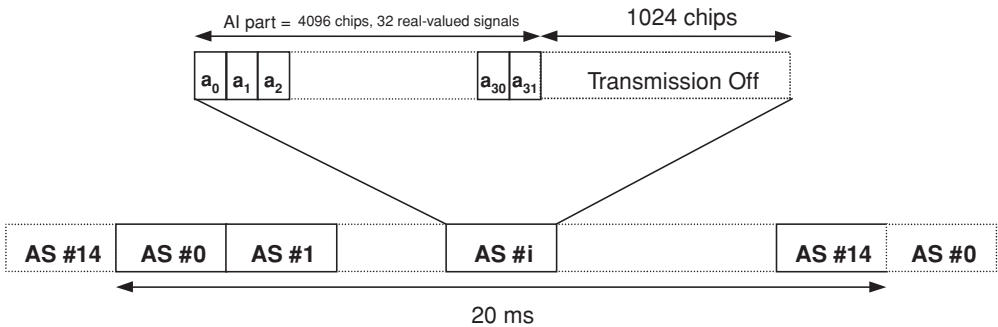 AI part = 4096 chips, 32 real-valued signals
1024 chips
a0 a1 a2 a30 a31 Transmission Off
AS #14 AS #0 AS #1 AS #i AS #14 AS #0
20 ms